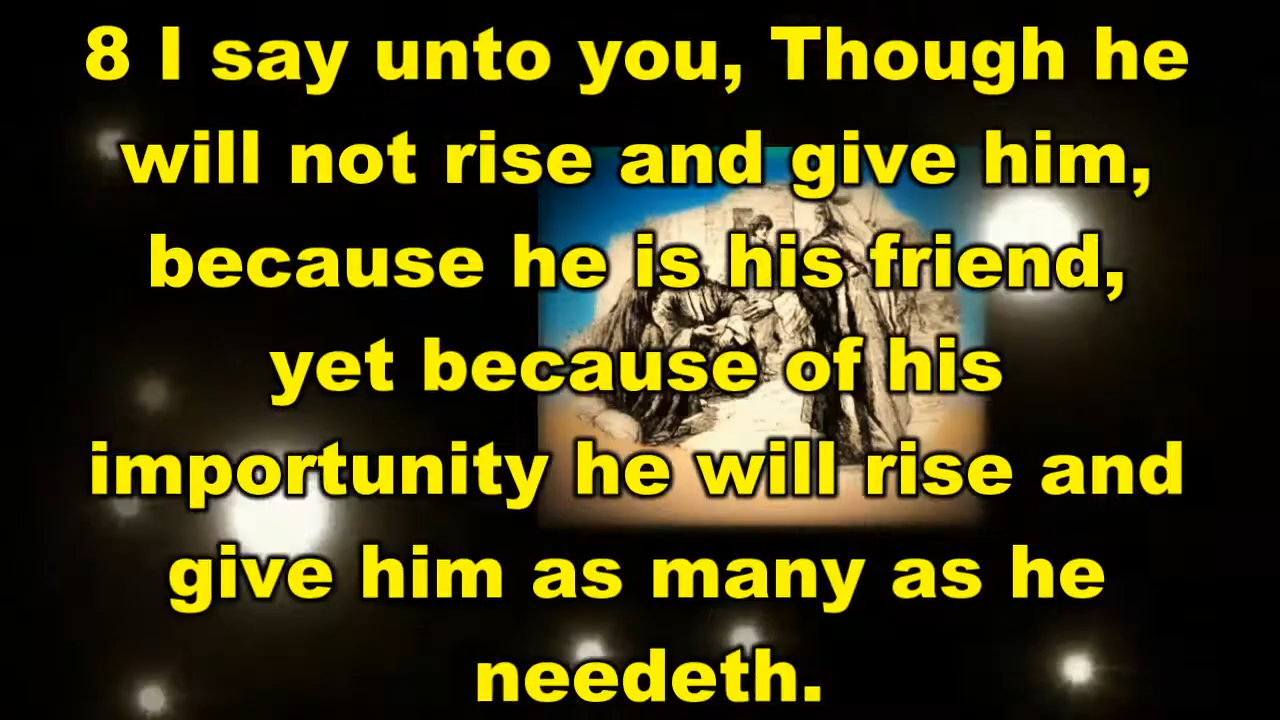 8 I say unto you, Though he
will not rise and give him,
because he is his friend,
yet because of his
importunity he will rise and
give him as many as he
needeth.